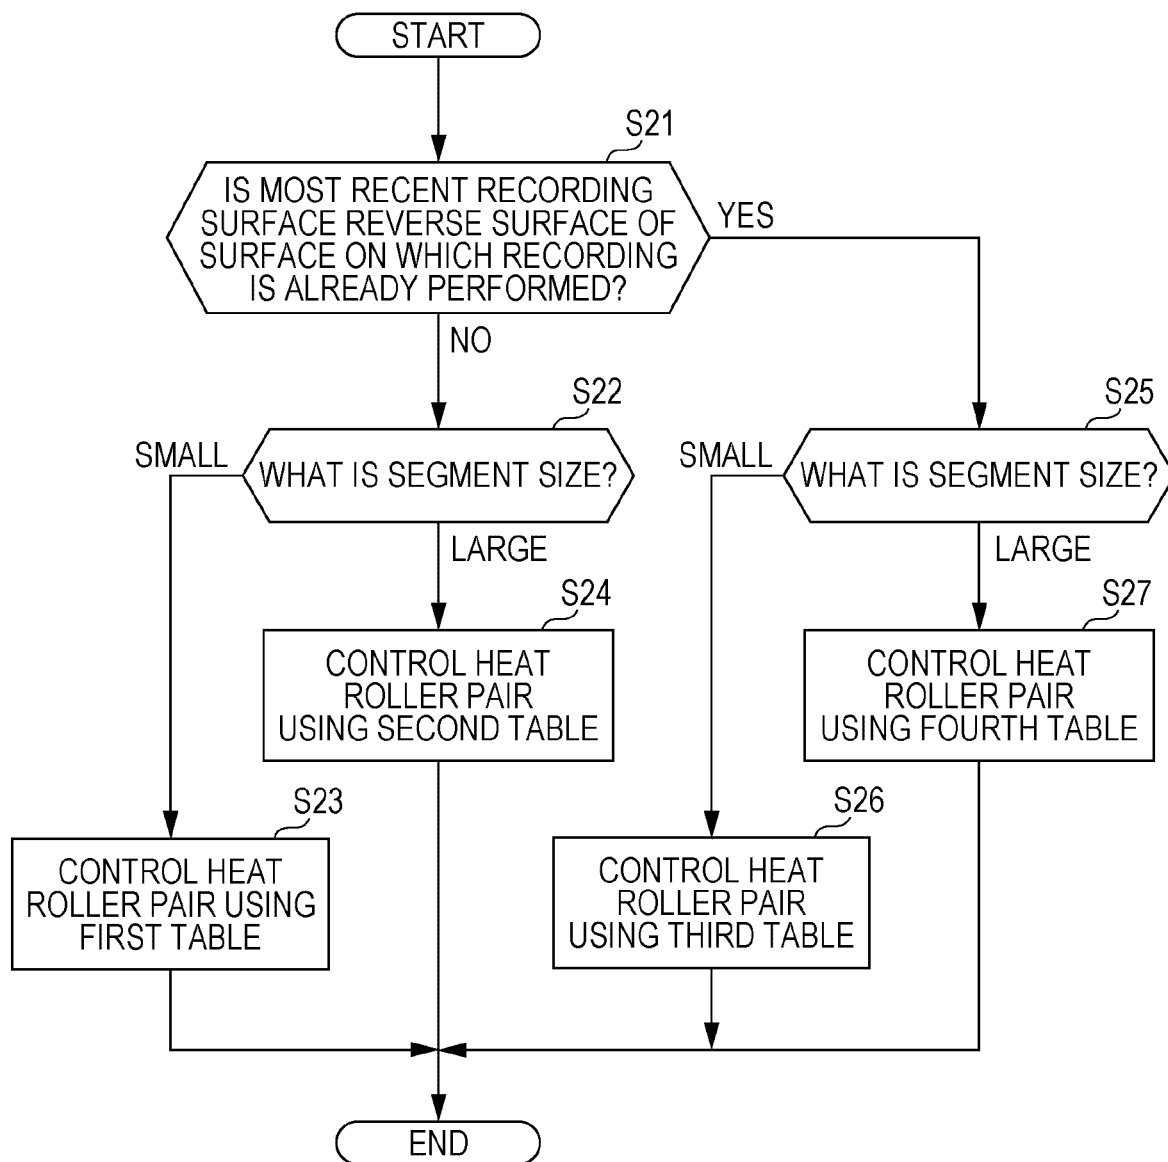 START
S21
IS MOST RECENT RECORDING
SURFACE REVERSE SURFACE OF
SURFACE ON WHICH RECORDING
IS ALREADY PERFORMED?
YES
NO
S22
SMALL
WHAT IS SEGMENT SIZE?
LARGE
S25
SMALL
WHAT IS SEGMENT SIZE?
LARGE
S24
CONTROL HEAT
ROLLER PAIR
USING SECOND TABLE
S27
CONTROL HEAT
ROLLER PAIR
USING FOURTH TABLE
S23
CONTROL HEAT
ROLLER PAIR USING
FIRST TABLE
S26
CONTROL HEAT
ROLLER PAIR
USING THIRD TABLE
END